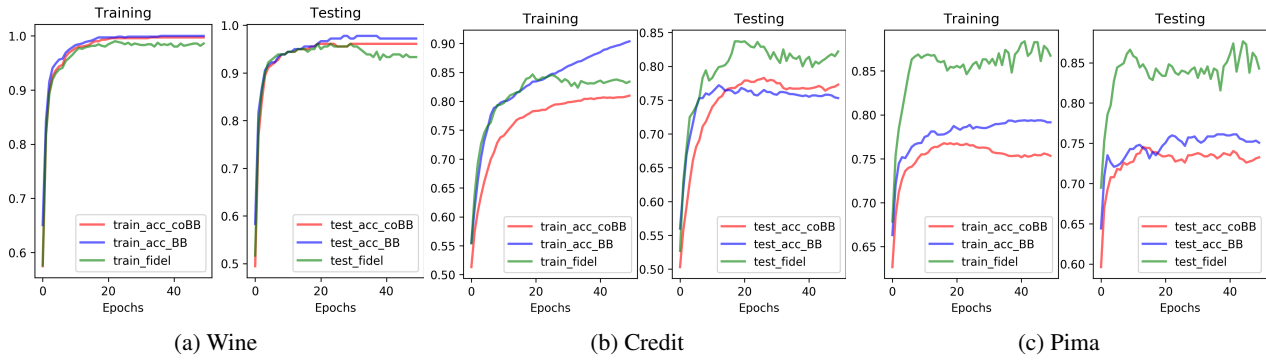 Training
1.0
0.9
0.8
0.7
0.6
0
20
40
Epochs
train_acc_coBB
train_acc_BB
train_fidel
Testing
1.0
0.9
0.8
0.7
0.6
0.5
0
20
40
Epochs
test_acc_coBB
test_acc_BB
test_fidel
(a) Wine
Training
0.90
0.85
0.80
0.75
0.70
0.65
0.60
0.55
0.50
0
20
40
Epochs
train_acc_coBB
train_acc_BB
train_fidel
Testing
0.85
0.80
0.75
0.70
0.65
0.60
0.55
0.50
0
20
40
Epochs
test_acc_coBB
test_acc_BB
test_fidel
(b) Credit
Training
0.85
0.80
0.75
0.70
0.65
0
20
40
Epochs
train_acc_coBB
train_acc_BB
train_fidel
Testing
0.85
0.80
0.75
0.70
0.65
0.60
0
20
40
Epochs
test_acc_coBB
test_acc_BB
test_fidel
(c) Pima